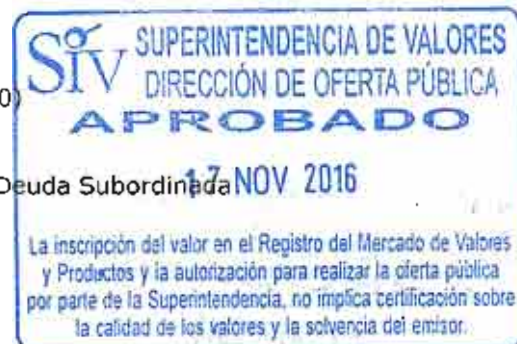 SIV SUPERINTENDENCIA DE VALORES
DIRECCIÓN DE OFERTA PÚBLICA
0)
APROBADO
Deuda Subordinada 17 NOV 2016
La inscripción del valor en el Registro del Mercado de Valores
y Productos y la autorización para realizar la oferta pública
por parte de la Superintendencia, no implica certificación sobre
la calidad de los valores y la solvencia del emisor.